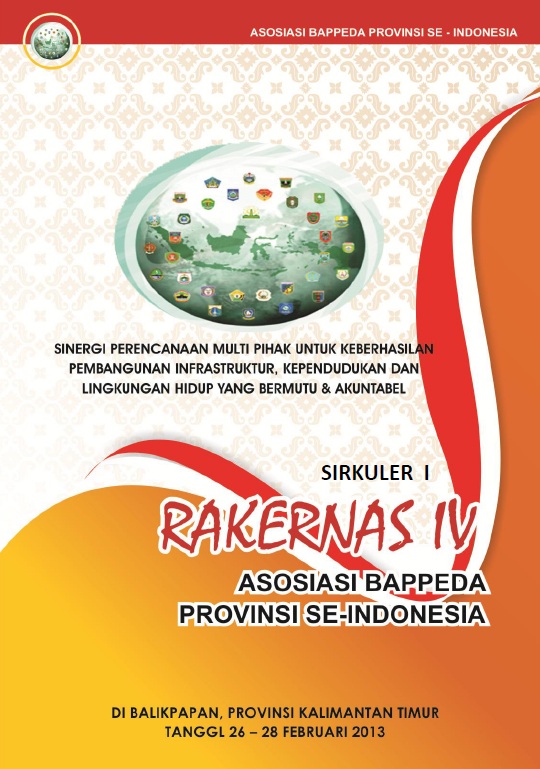 ASOSIASI BAPPEDA PROVINSI SE - INDONESIA
SINERGI PERENCANAAN MULTI PIHAK UNTUK KEBERHASILAN
PEMBANGUNAN INFRASTRUKTUR, KEPENDUDUKAN DAN
LINGKUNGAN HIDUP YANG BERMUTU & AKUNTABEL
SIRKULER I
RAKERNAS IV
ASOSIASI BAPPEDA
PROVINSI SE-INDONESIA
DI BALIKPAPAN, PROVINSI KALIMANTAN TIMUR
TANGGL 26 – 28 FEBRUARI 2013